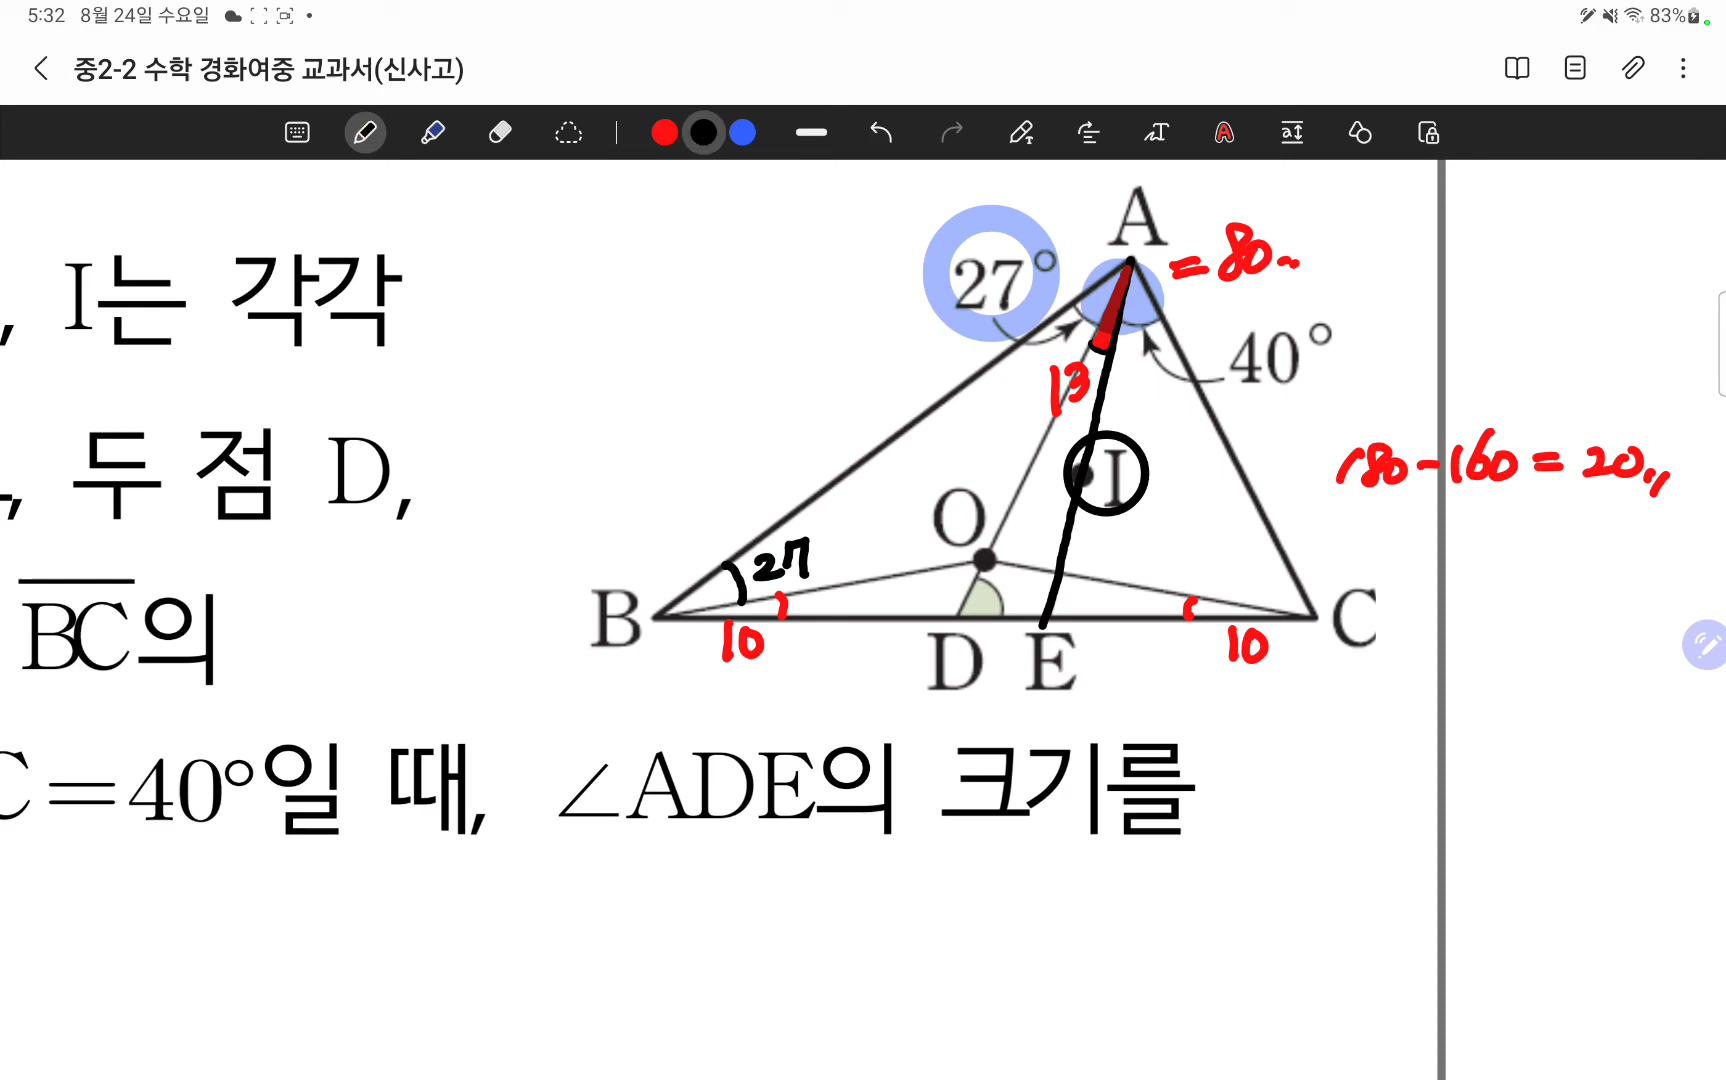 5:32 8월 24일 수요일 83%
중2-2 수학 경화여중 교과서(신사고)
A
= 80
, I는 각각
27°
40°
13
, 두 점 D,
I
180-160=20
O
27
B
C
BC의
10
D
E
10
C=40°일 때, ∠ADE의 크기를